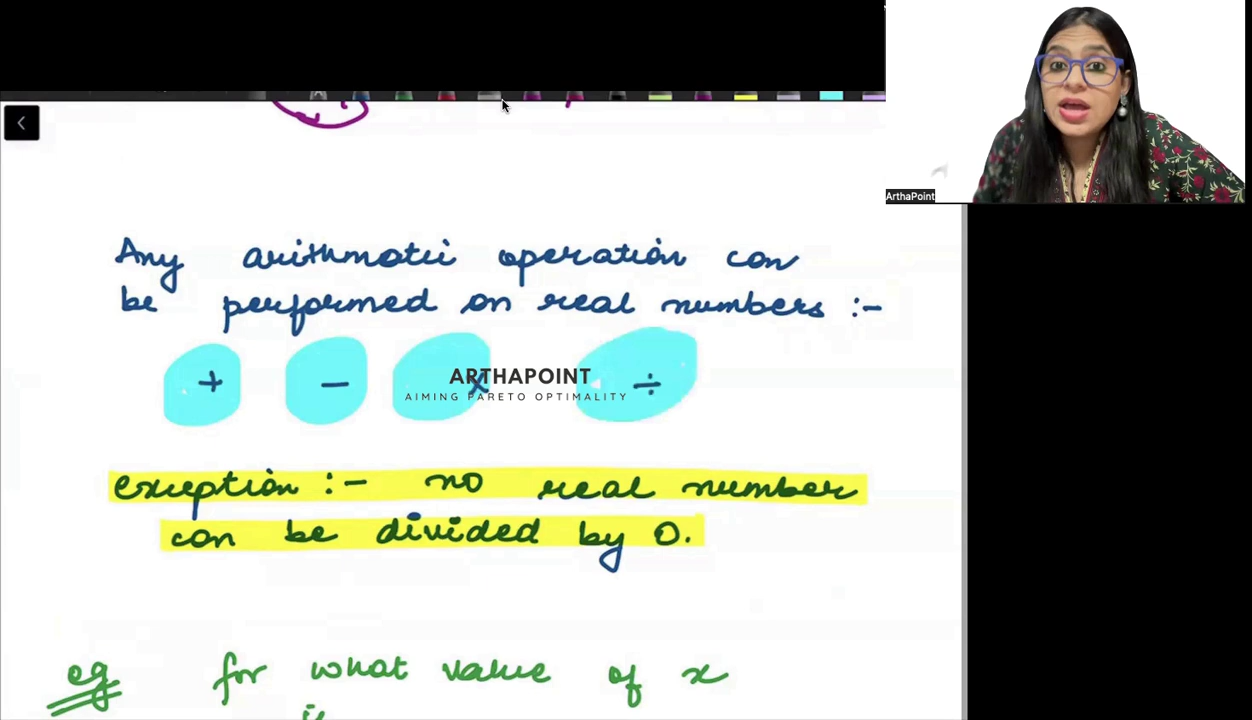 ArthaPoint
Any arithmatic operation can
be performed on real numbers :-
+ - x ÷
ARTHAPOINT
AIMING PARETO OPTIMALITY
exception :- no real number
can be divided by 0.
eg for what value of x